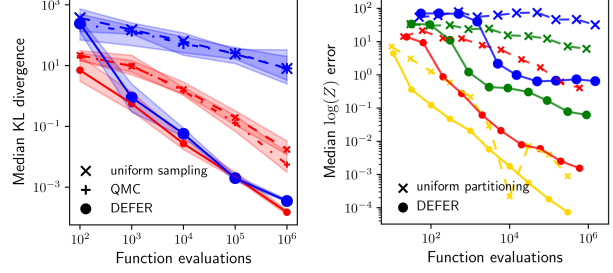 10^5
10^1
10^−1
10^−3
Median KL divergence
× uniform sampling
+ QMC
● DEFER
10^2 10^3 10^4 10^5 10^6
Function evaluations
10^2
10^1
10^0
10^−1
10^−2
10^−3
10^−4
Median log(Z) error
× uniform partitioning
● DEFER
10^2 10^4 10^6
Function evaluations